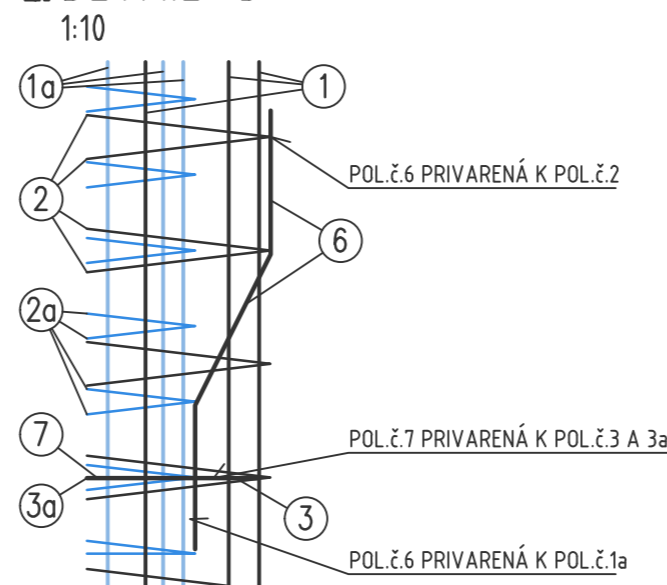 1:10
1a
1
POL.č.6 PRIVARENÁ K POL.č.2
2
6
2a
7
POL.č.7 PRIVARENÁ K POL.č.3 A 3a
3a
3
POL.č.6 PRIVARENÁ K POL.č.1a